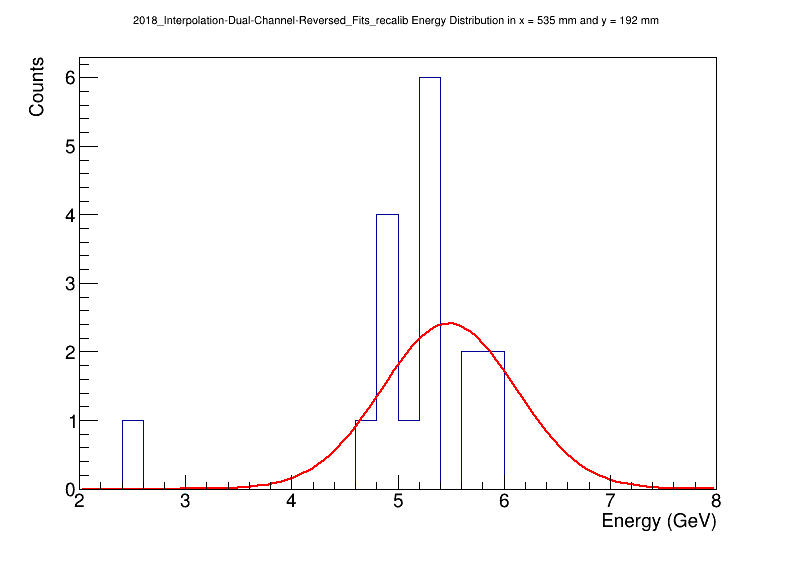 2018_Interpolation-Dual-Channel-Reversed_Fits_recalib Energy Distribution in x = 535 mm and y = 192 mm
Counts
6
5
4
3
2
1
0
2 3 4 5 6 7 8
Energy (GeV)